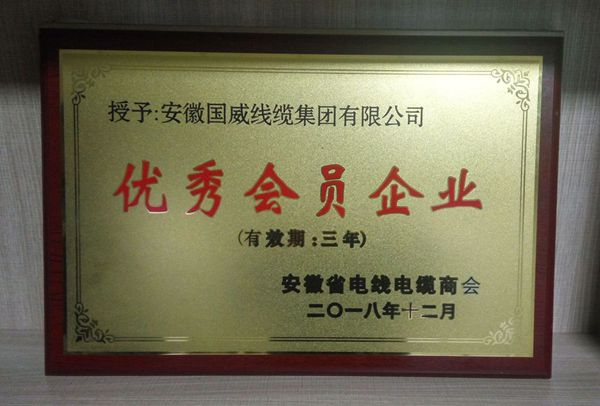 授予:安徽国威线缆集团有限公司
优秀会员企业
(有效期:三年)
安徽省电线电缆商会
二〇一八年十二月